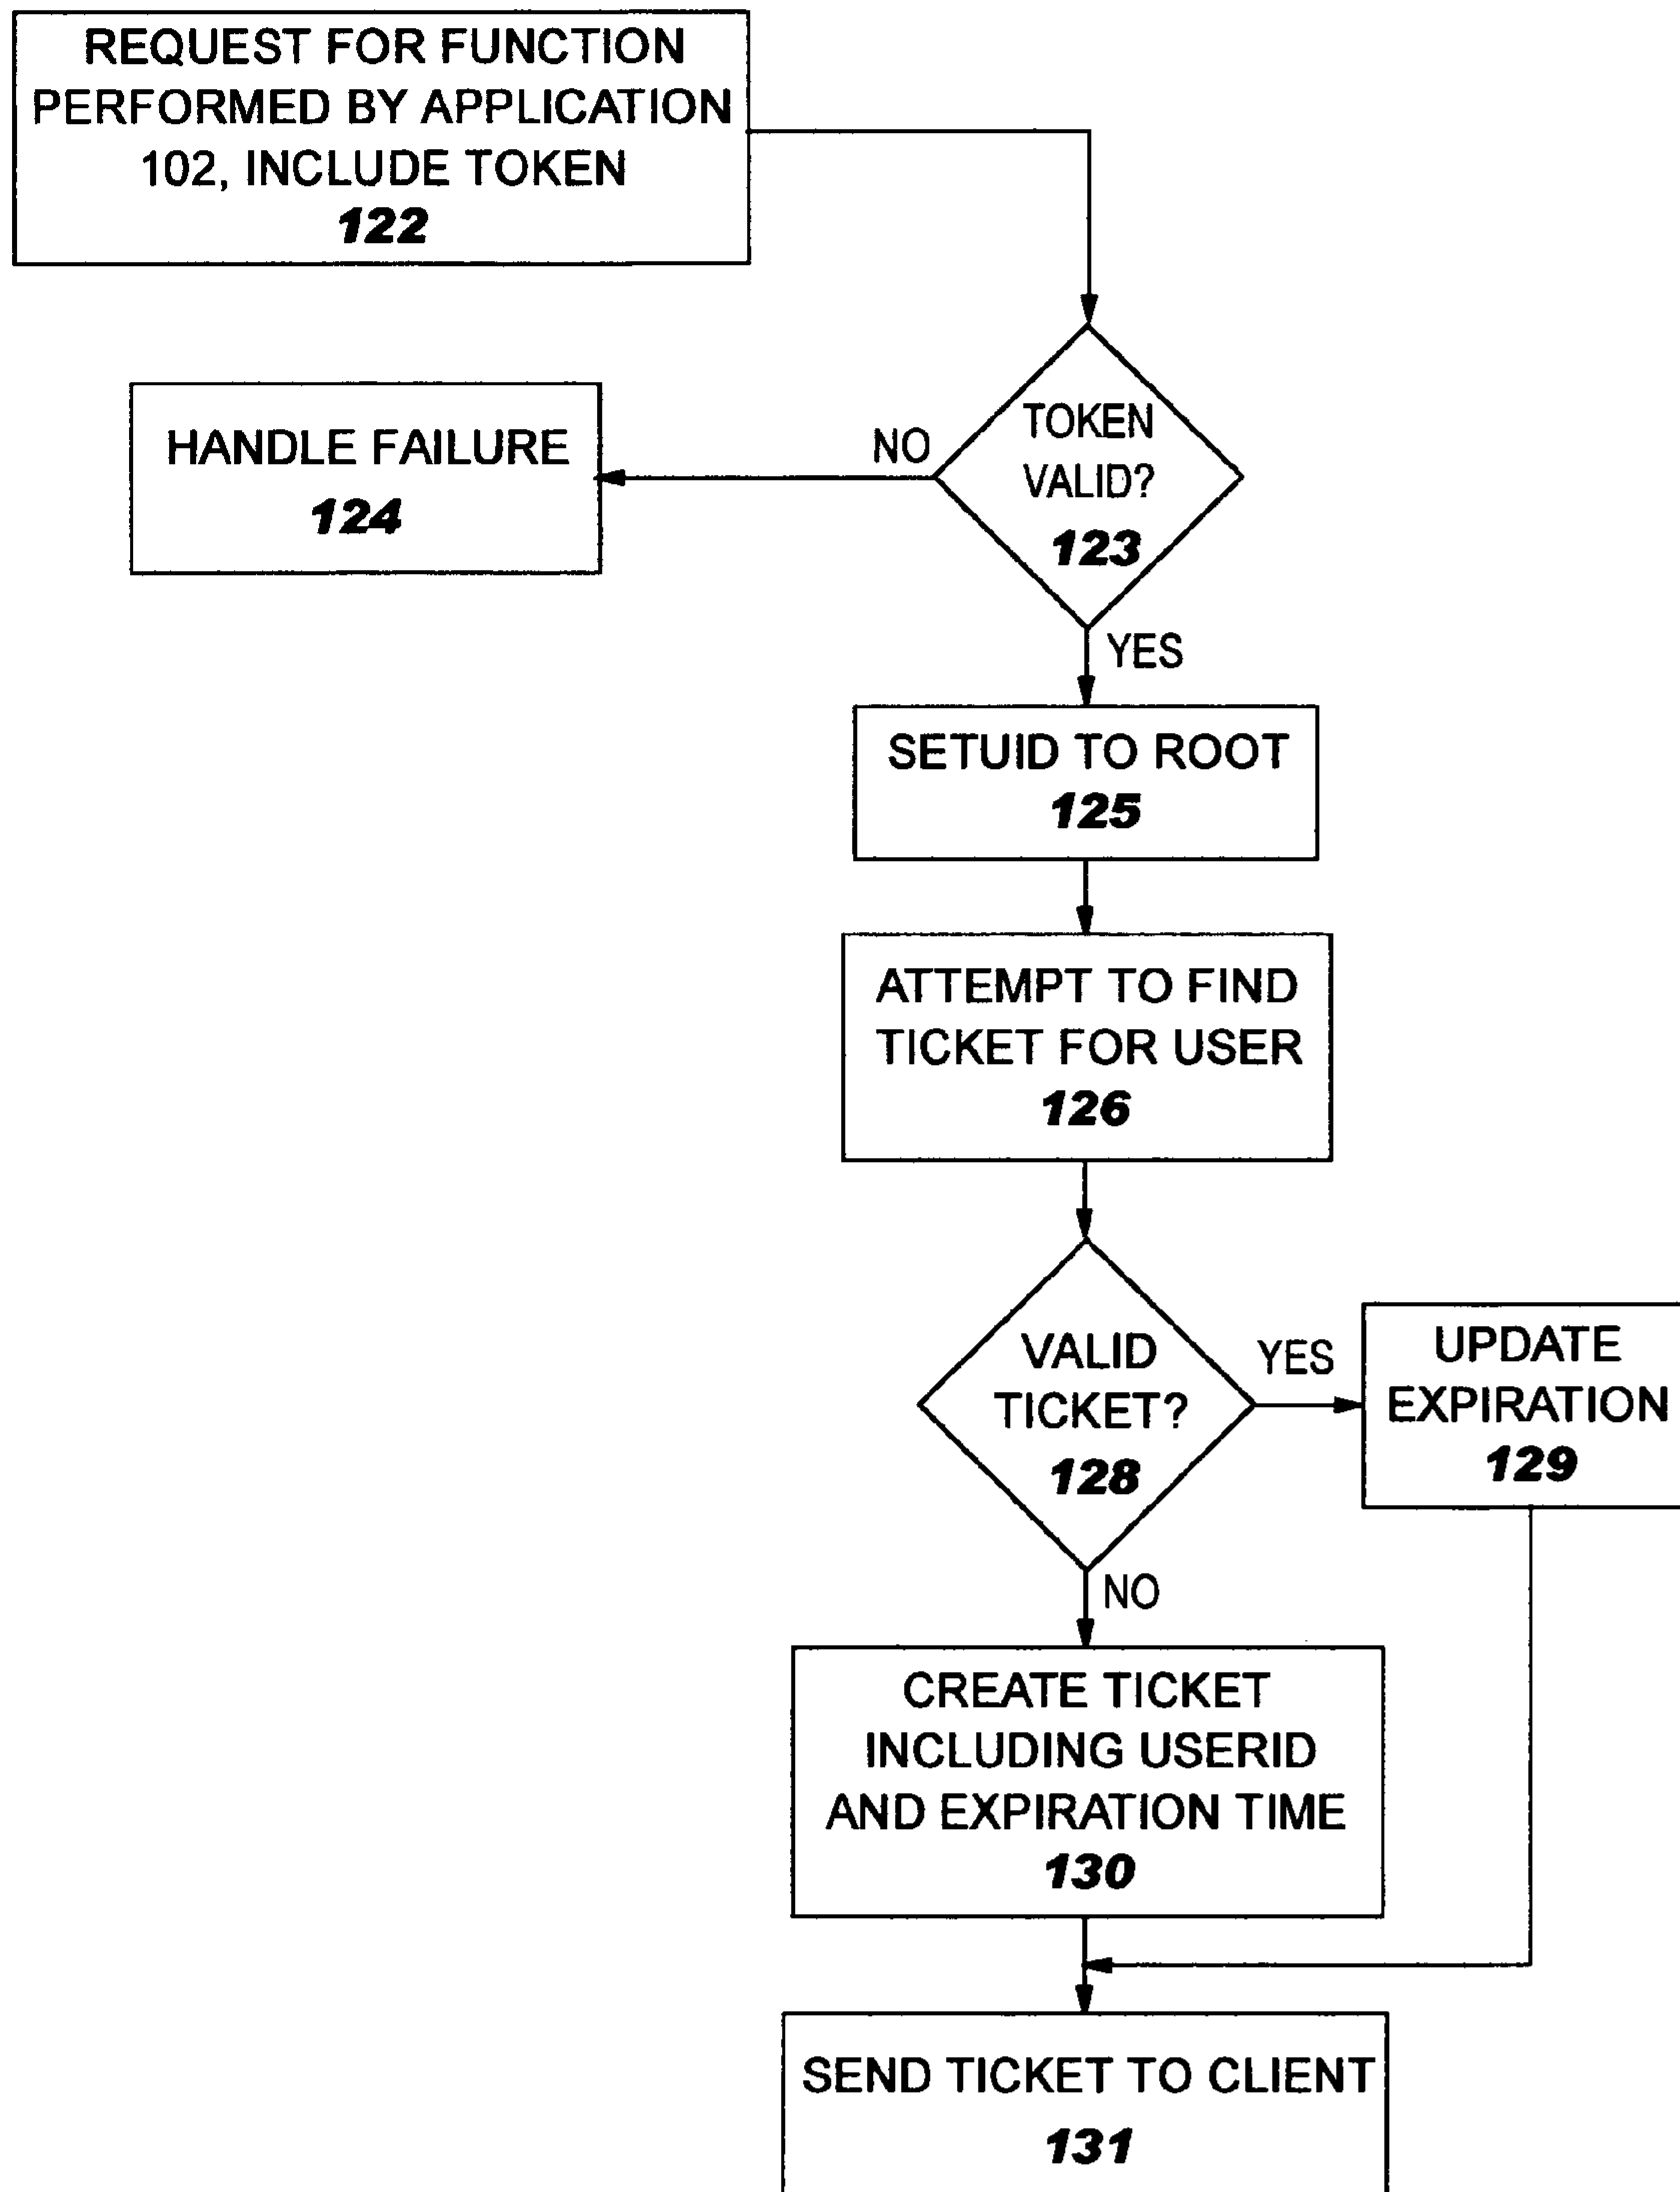 REQUEST FOR FUNCTION
PERFORMED BY APPLICATION
102, INCLUDE TOKEN
122
TOKEN
VALID?
123
NO
HANDLE FAILURE
124
YES
SETUID TO ROOT
125
ATTEMPT TO FIND
TICKET FOR USER
126
VALID
TICKET?
128
YES
UPDATE
EXPIRATION
129
NO
CREATE TICKET
INCLUDING USERID
AND EXPIRATION TIME
130
SEND TICKET TO CLIENT
131